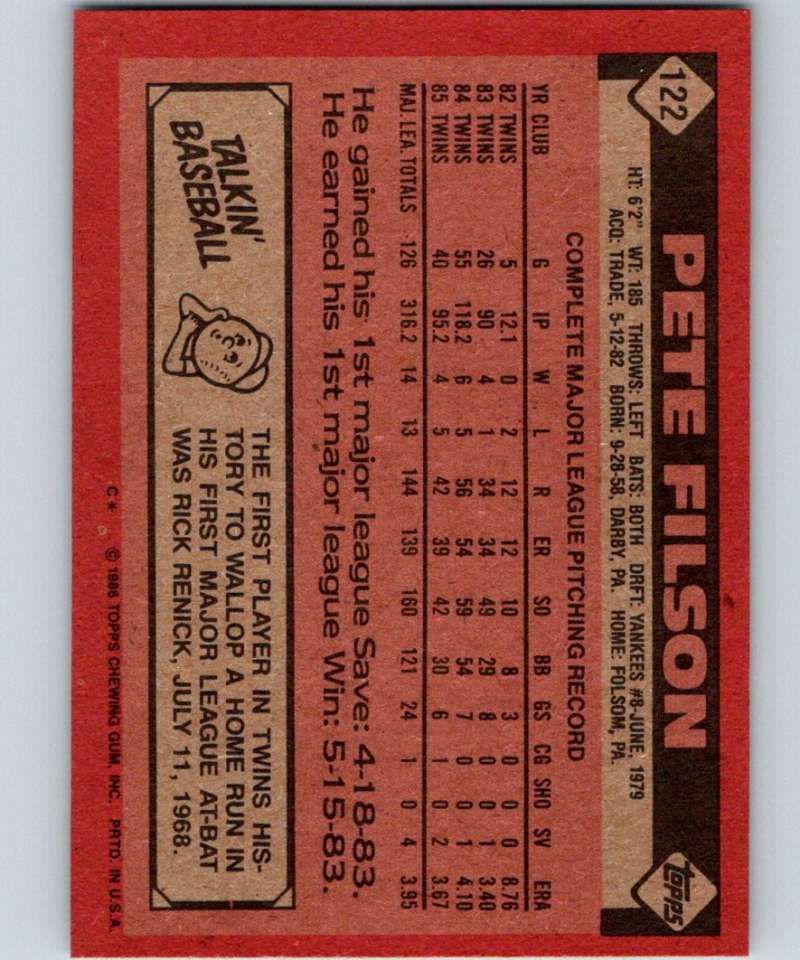 122
PETE FILSON
topps
HT: 6'2" WT: 185 THROWS: LEFT BATS: BOTH DRFT: YANKEES #8-JUNE, 1979
ACQ: TRADE, 5-12-82 BORN: 9-28-58, DARBY, PA. HOME: FOLSOM, PA.
COMPLETE MAJOR LEAGUE PITCHING RECORD
YR CLUB G IP W L R ER SO BB GS CG SHO SV ERA
82 TWINS 5 12.1 0 2 12 12 10 8 3 0 0 0 8.76
83 TWINS 26 90 4 1 34 34 49 29 8 0 0 1 3.40
84 TWINS 55 118.2 6 5 56 54 59 54 7 0 0 1 4.10
85 TWINS 40 95.2 4 5 42 39 42 30 6 1 0 2 3.67
MAJ. LEA. TOTALS 126 316.2 14 13 144 139 160 121 24 1 0 4 3.95
He gained his 1st major league Save: 4-18-83.
He earned his 1st major league Win: 5-15-83.
TALKIN'
BASEBALL
THE FIRST PLAYER IN TWINS HIS-
TORY TO WALLOP A HOME RUN IN
HIS FIRST MAJOR LEAGUE AT-BAT
WAS RICK RENICK, JULY 11, 1968.
C* © 1986 TOPPS CHEWING GUM, INC. PRTD. IN U.S.A.